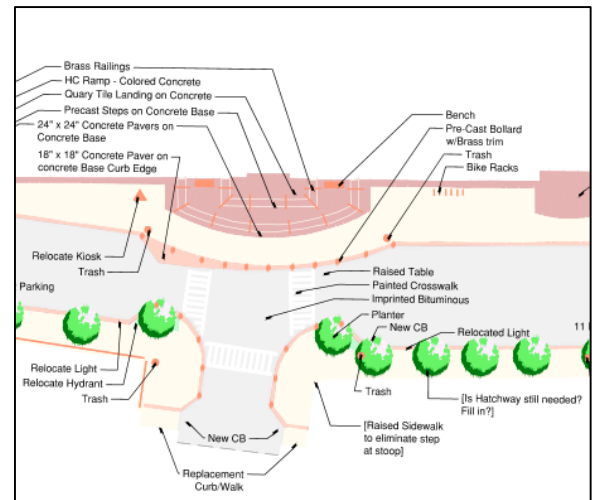 Brass Railings
HC Ramp - Colored Concrete
Quary Tile Landing on Concrete
Precast Steps on Concrete Base
24" x 24" Concrete Pavers on
Concrete Base
18" x 18" Concrete Paver on
concrete Base Curb Edge
Bench
Pre-Cast Bollard
w/Brass trim
Trash
Bike Racks
Relocate Kiosk
Trash
Parking
Raised Table
Painted Crosswalk
Imprinted Bituminous
Planter
New CB
Relocated Light
11
Relocate Light
Relocate Hydrant
Trash
Trash
[Is Hatchway still needed?
Fill in?]
New CB
[Raised Sidewalk
to eliminate step
at stoop]
Replacement
Curb/Walk